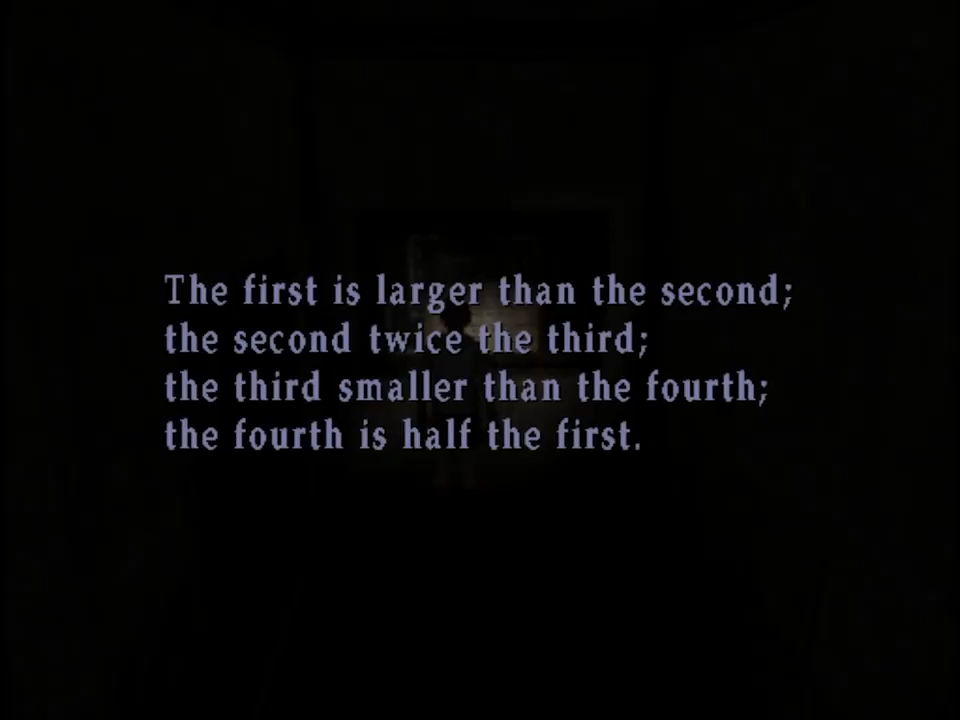 The first is larger than the second;
the second twice the third;
the third smaller than the fourth;
the fourth is half the first.